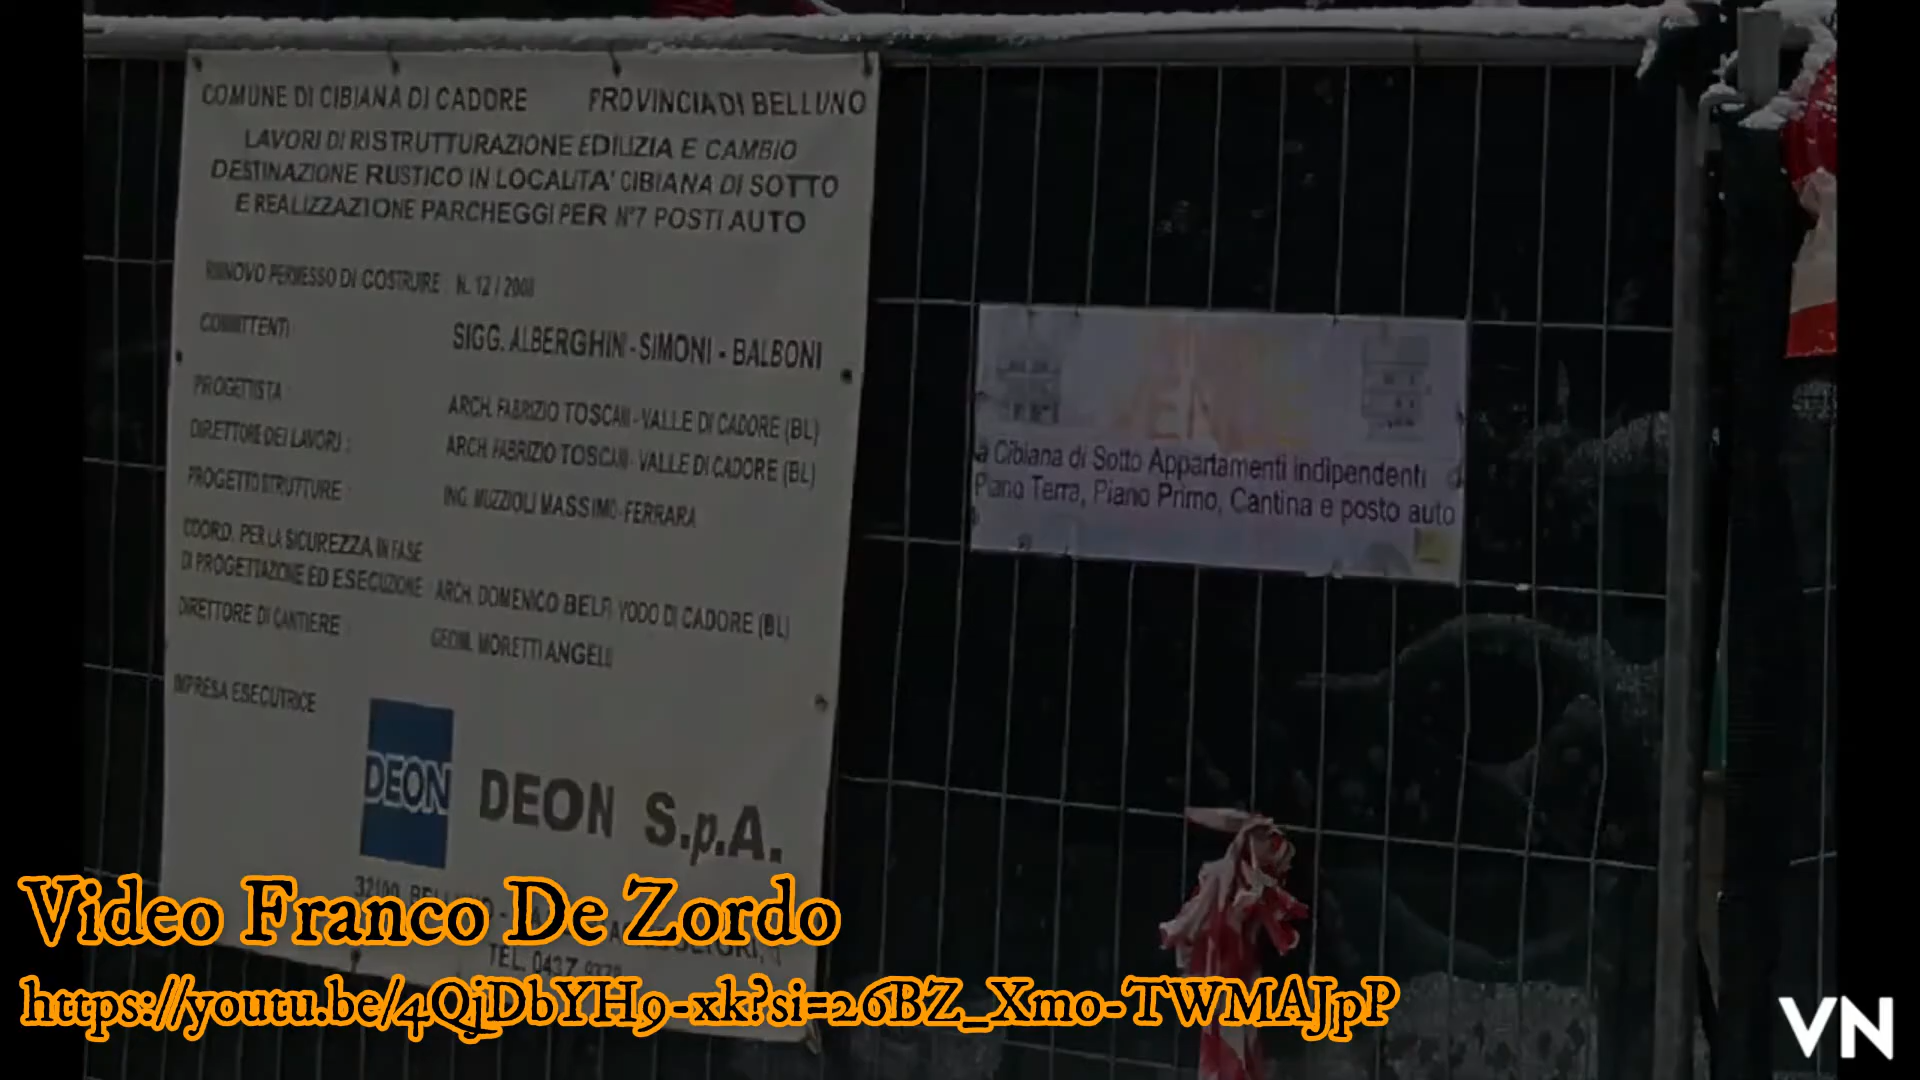 COMUNE DI CIBIANA DI CADORE PROVINCIA DI BELLUNO
LAVORI DI RISTRUTTURAZIONE EDILIZIA E CAMBIO
DESTINAZIONE RUSTICO IN LOCALITA' CIBIANA DI SOTTO
E REALIZZAZIONE PARCHEGGI PER N°7 POSTI AUTO
RINNOVO PERMESSO DI COSTRUIRE : N. 12 / 2008
COMMITTENTI SIGG. ALBERGHINI - SIMONI - BALBONI
PROGETTISTA : ARCH. FABRIZIO TOSCANI - VALLE DI CADORE (BL)
DIRETTORE DEI LAVORI : ARCH. FABRIZIO TOSCANI - VALLE DI CADORE (BL)
PROGETTO STRUTTURE : ING. MUZZIOLI MASSIMO - FERRARA
COORD. PER LA SICUREZZA IN FASE
DI PROGETTAZIONE ED ESECUZIONE : ARCH. DOMENICO BELFI VODO DI CADORE (BL)
DIRETTORE DI CANTIERE : GEOM. MORETTI ANGELO
IMPRESA ESECUTRICE
DEON
DEON S.p.A.
32100
TEL. 0437
a Cibiana di Sotto Appartamenti indipendenti
Piano Terra, Piano Primo, Cantina e posto auto
Video Franco De Zordo
https://youtu.be/4QjDbYH9-xk?si=26BZ_Xmo-TWMAJpP
VN